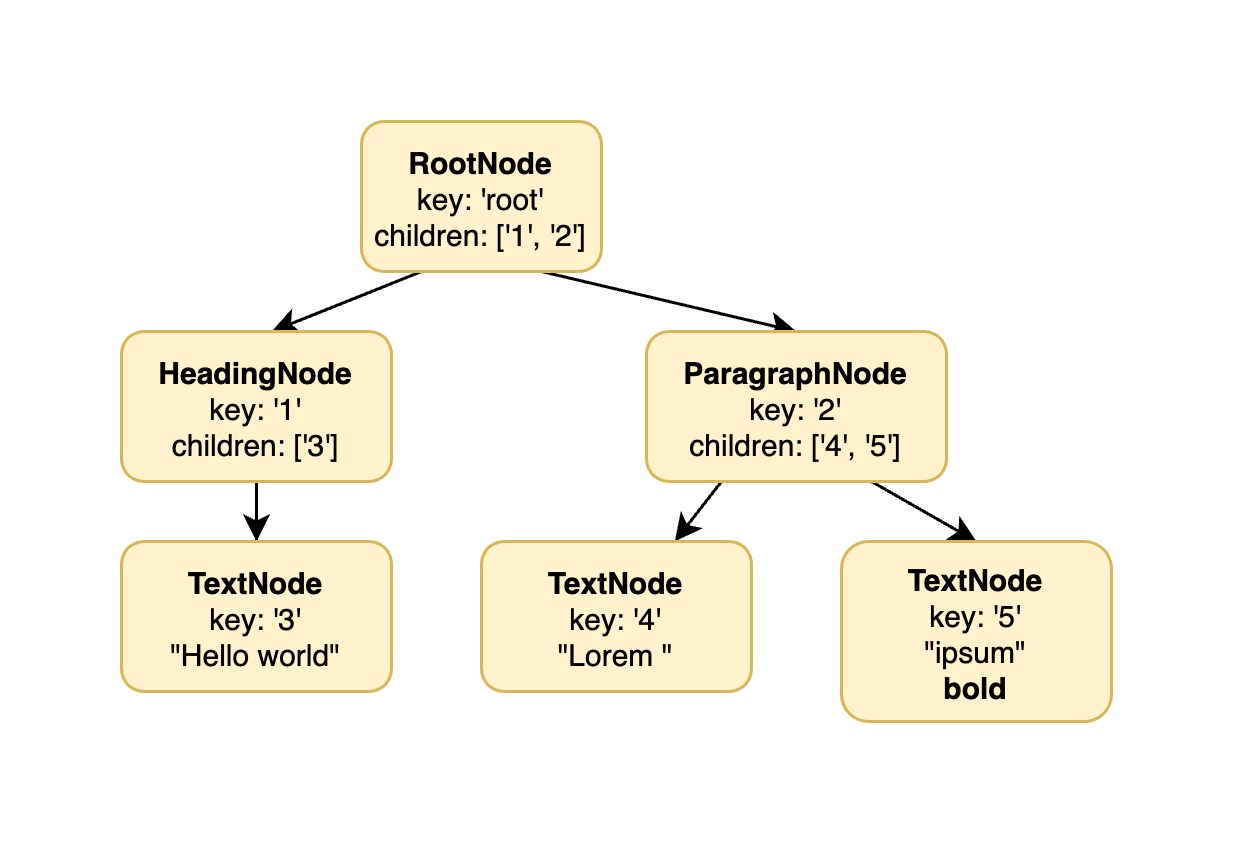 RootNode
key: 'root'
children: ['1', '2']
HeadingNode
key: '1'
children: ['3']
ParagraphNode
key: '2'
children: ['4', '5']
TextNode
key: '3'
"Hello world"
TextNode
key: '4'
"Lorem "
TextNode
key: '5'
"ipsum"
bold